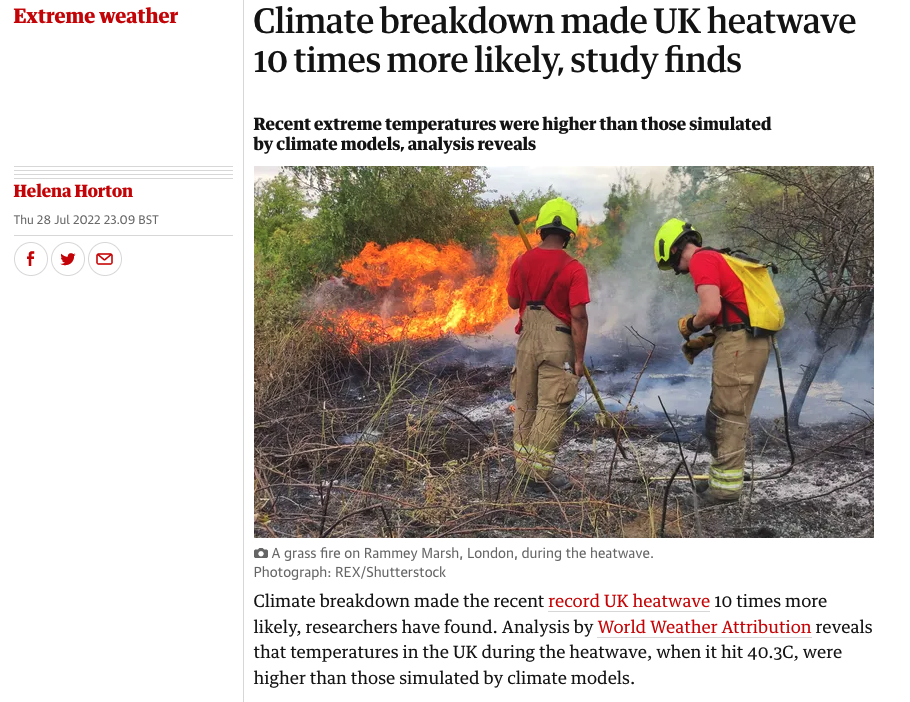 Extreme weather
Climate breakdown made UK heatwave
10 times more likely, study finds
Recent extreme temperatures were higher than those simulated
by climate models, analysis reveals
Helena Horton
Thu 28 Jul 2022 23.09 BST
A grass fire on Rammey Marsh, London, during the heatwave.
Photograph: REX/Shutterstock
Climate breakdown made the recent record UK heatwave 10 times more
likely, researchers have found. Analysis by World Weather Attribution reveals
that temperatures in the UK during the heatwave, when it hit 40.3C, were
higher than those simulated by climate models.